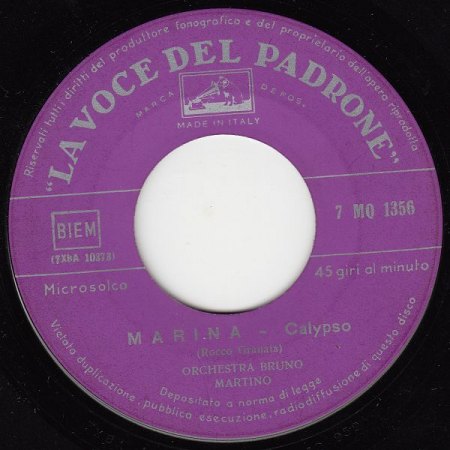 Riservati tutti i diritti del produttore fonografico e del proprietario dell'opera riprodotta
"LA VOCE DEL PADRONE"
MARCA DEPOS.
MADE IN ITALY
BIEM
7 MQ 1356
(7XBA 10373)
Microsolco
45 giri al minuto
MARINA - Calypso
(Rocco Granata)
ORCHESTRA BRUNO
MARTINO
Depositato a norma di legge
Vietata duplicazione, pubblica esecuzione, radiodiffusione di questo disco